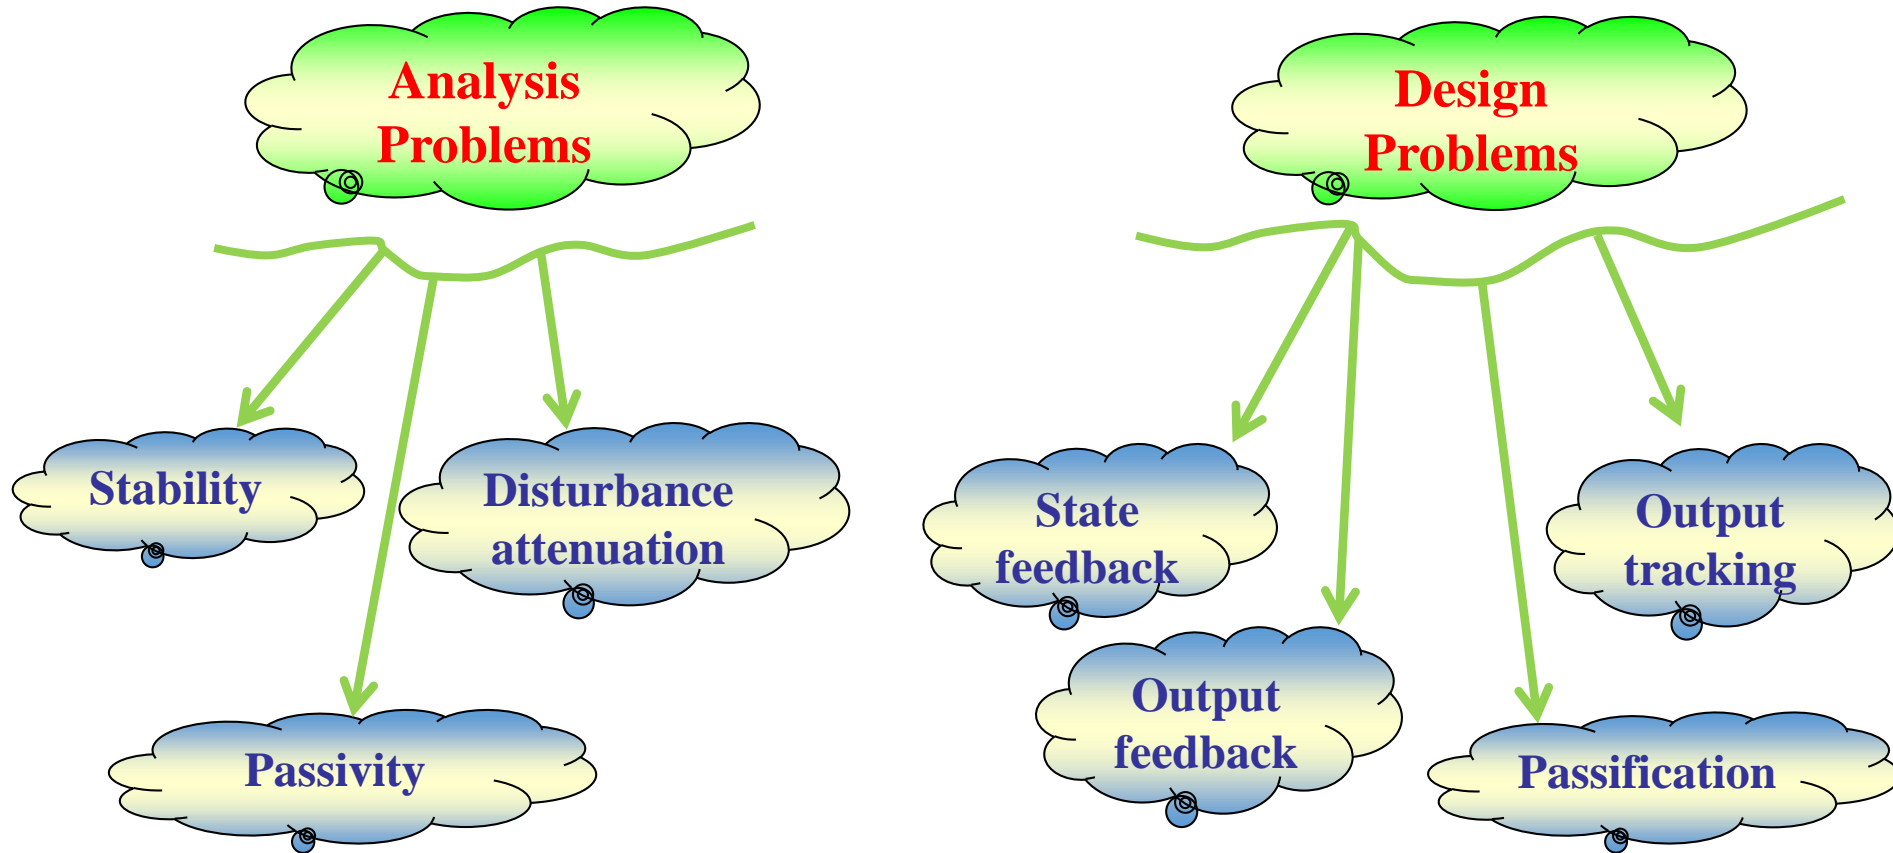 Analysis
Problems
Stability
Disturbance
attenuation
Passivity
Design
Problems
State
feedback
Output
tracking
Output
feedback
Passification